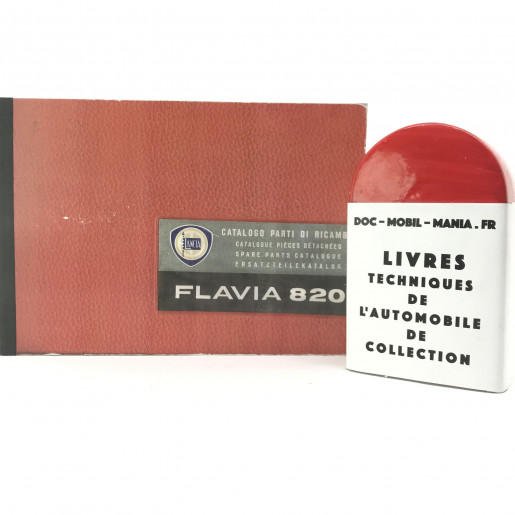 LANCIA
CATALOGO PARTI DI RICAMB
CATALOGUE PIÈCES DÉTACHÉES
SPARE PARTS CATALOGUE
ERSATZTEILEKATALOG
FLAVIA 820
DOC-MOBIL-MANIA.FR
LIVRES
TECHNIQUES
DE
L'AUTOMOBILE
DE
COLLECTION